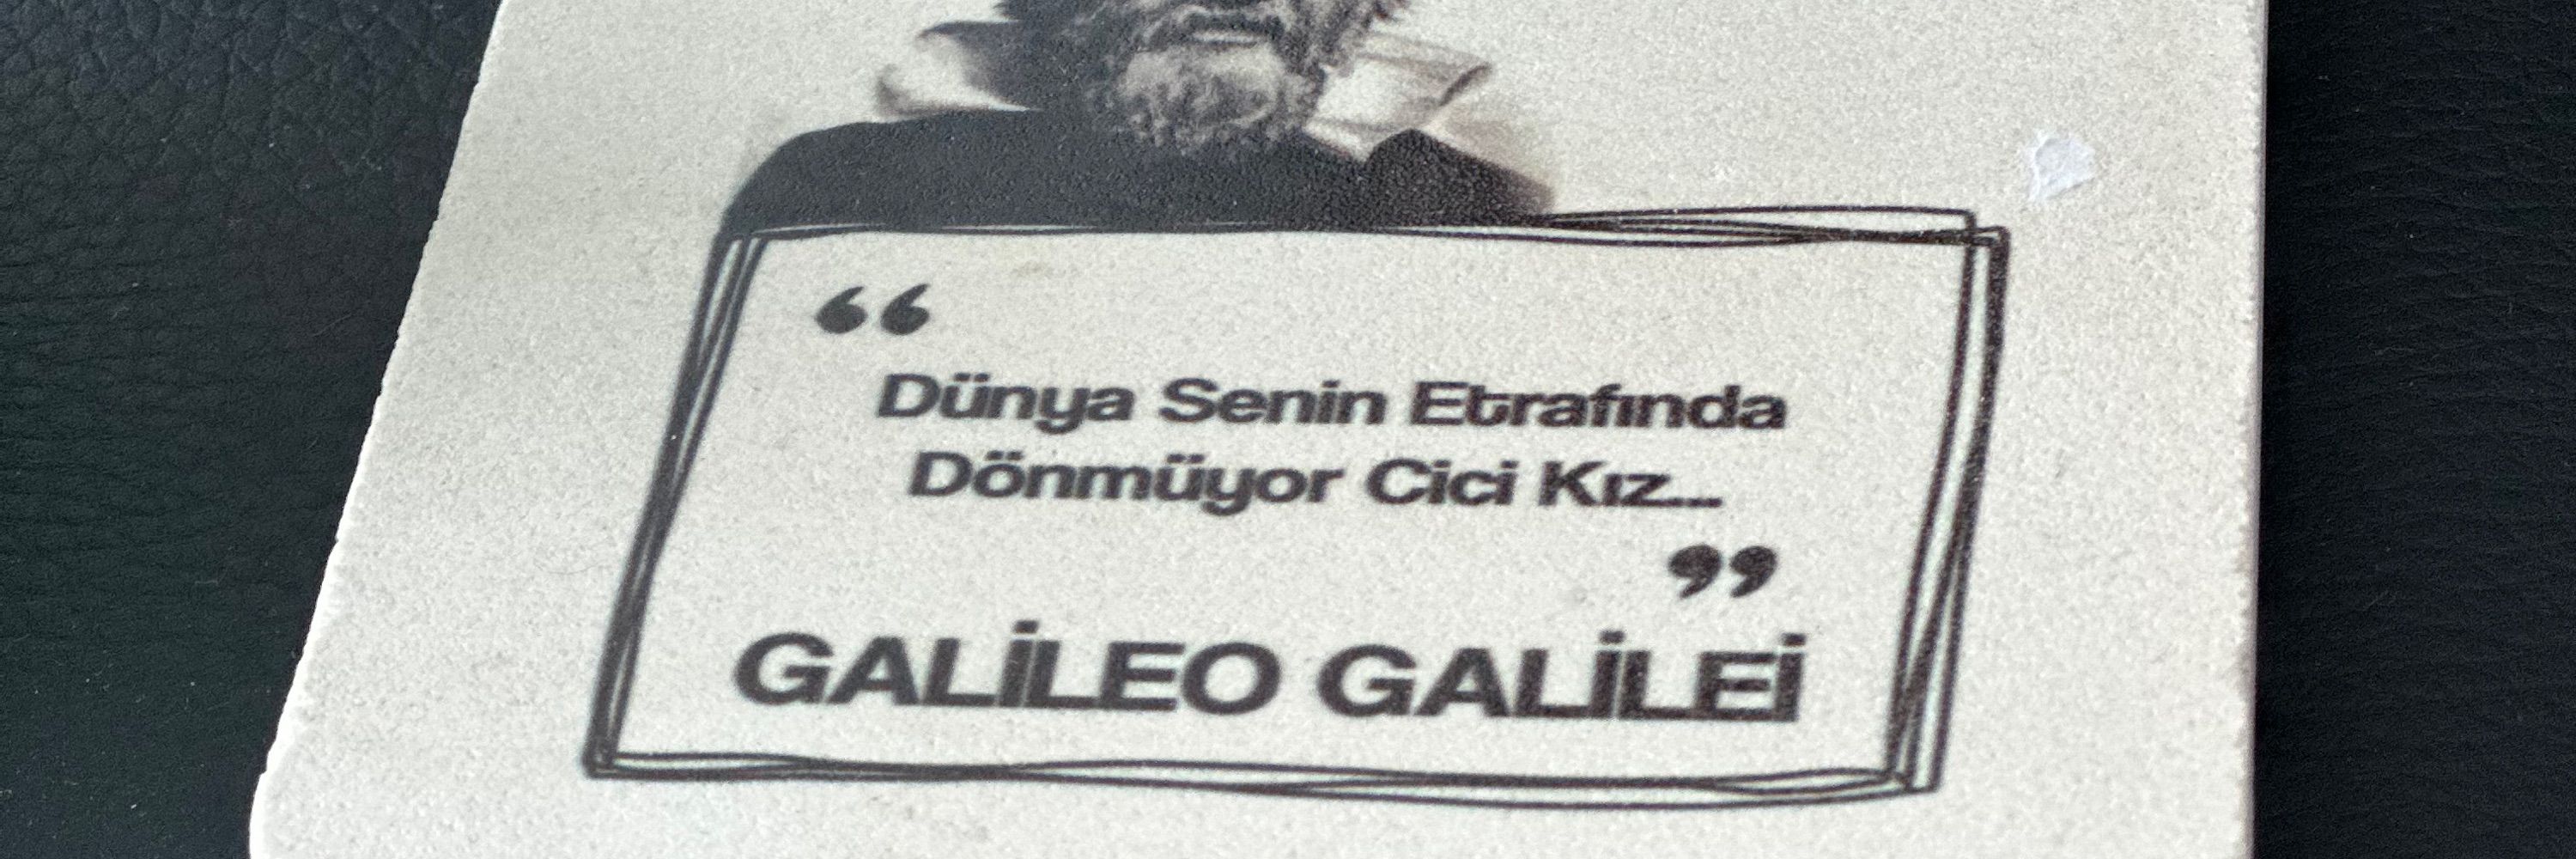 “
Dünya Senin Etrafında
Dönmüyor Cici Kız...
”
GALİLEO GALİLEİ